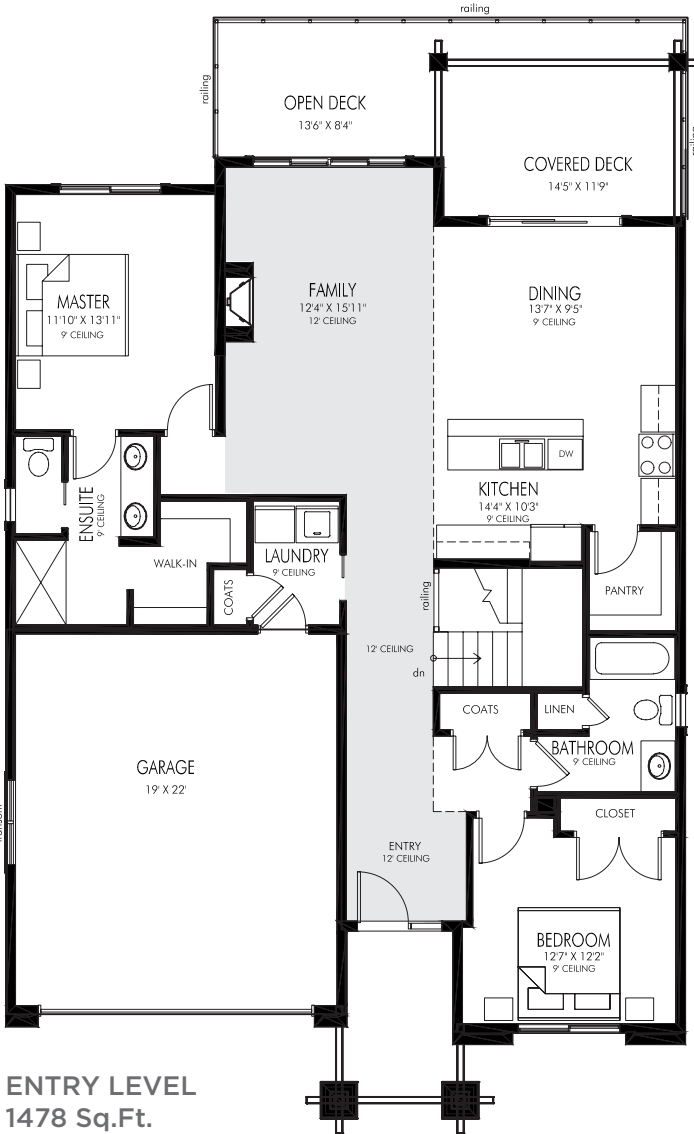 railing
railing
OPEN DECK
13'6" X 8'4"
COVERED DECK
14'5" X 11'9"
railing
MASTER
11'10" X 13'11"
9' CEILING
FAMILY
12'4" X 15'11"
12' CEILING
DINING
13'7" X 9'5"
9' CEILING
DW
KITCHEN
14'4" X 10'3"
9' CEILING
ENSUITE
9' CEILING
WALK-IN
LAUNDRY
9' CEILING
COATS
PANTRY
railing
12' CEILING
dn
COATS
LINEN
BATHROOM
9' CEILING
GARAGE
19' X 22'
CLOSET
ENTRY
12' CEILING
BEDROOM
12'7" X 12'2"
9' CEILING
ENTRY LEVEL
1478 Sq.Ft.